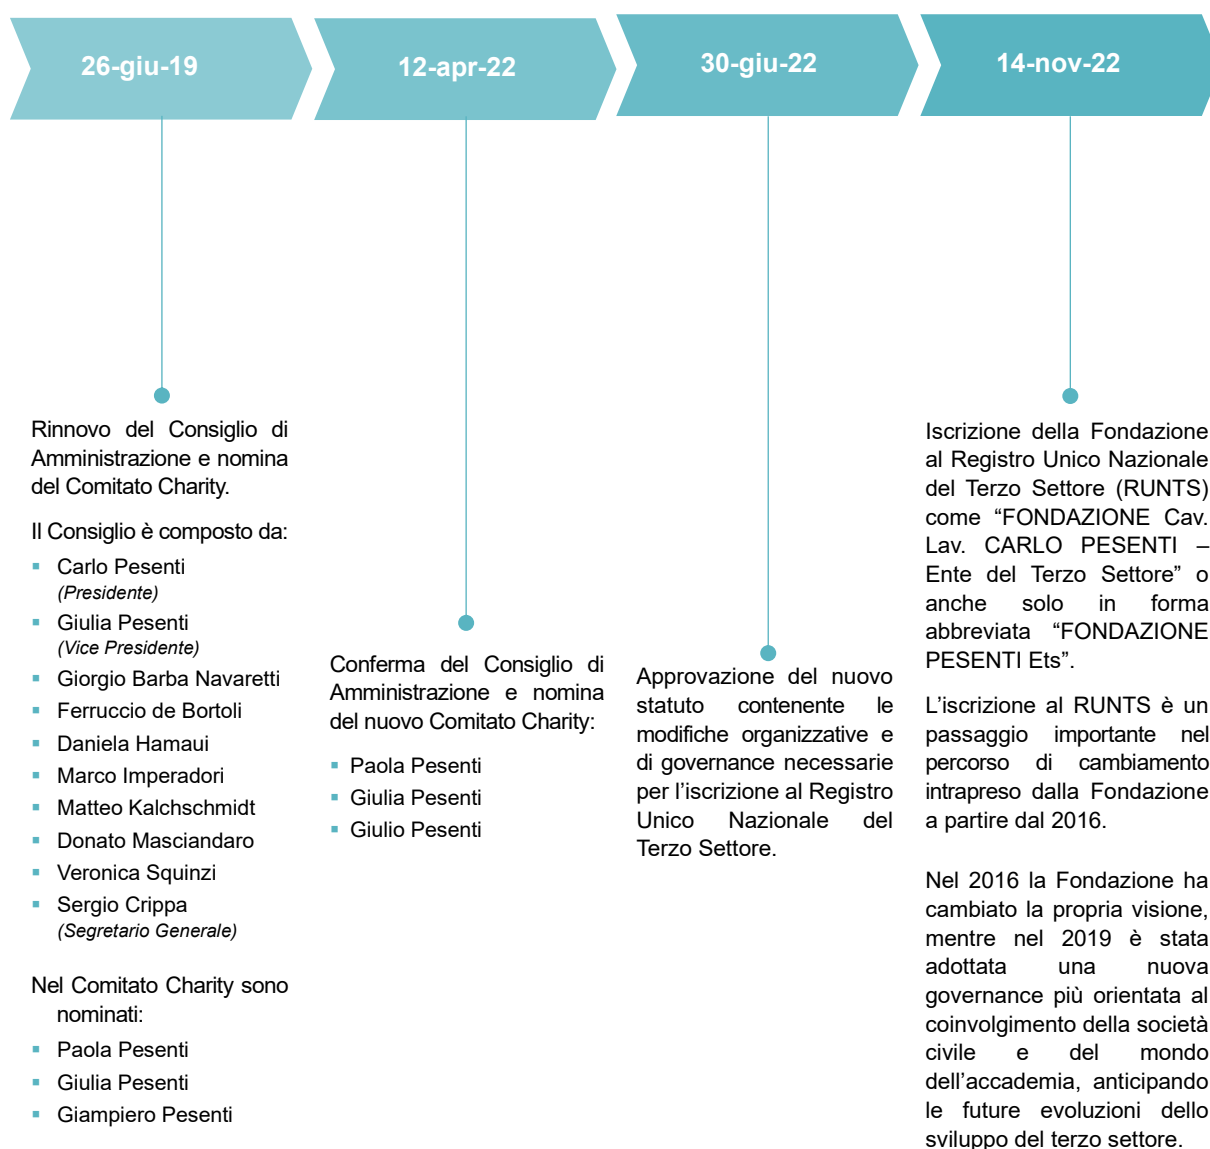 26-giu-19
12-apr-22
30-giu-22
14-nov-22
Rinnovo del Consiglio di
Amministrazione e nomina
del Comitato Charity.
Il Consiglio è composto da:
▪ Carlo Pesenti
(Presidente)
▪ Giulia Pesenti
(Vice Presidente)
▪ Giorgio Barba Navaretti
▪ Ferruccio de Bortoli
▪ Daniela Hamaui
▪ Marco Imperadori
▪ Matteo Kalchschmidt
▪ Donato Masciandaro
▪ Veronica Squinzi
▪ Sergio Crippa
(Segretario Generale)
Nel Comitato Charity sono
nominati:
▪ Paola Pesenti
▪ Giulia Pesenti
▪ Giampiero Pesenti
Conferma del Consiglio di
Amministrazione e nomina
del nuovo Comitato Charity:
▪ Paola Pesenti
▪ Giulia Pesenti
▪ Giulio Pesenti
Approvazione del nuovo
statuto contenente le
modifiche organizzative e
di governance necessarie
per l’iscrizione al Registro
Unico Nazionale del
Terzo Settore.
Iscrizione della Fondazione
al Registro Unico Nazionale
del Terzo Settore (RUNTS)
come “FONDAZIONE Cav.
Lav. CARLO PESENTI –
Ente del Terzo Settore” o
anche solo in forma
abbreviata “FONDAZIONE
PESENTI Ets”.
L’iscrizione al RUNTS è un
passaggio importante nel
percorso di cambiamento
intrapreso dalla Fondazione
a partire dal 2016.
Nel 2016 la Fondazione ha
cambiato la propria visione,
mentre nel 2019 è stata
adottata una nuova
governance più orientata al
coinvolgimento della società
civile e del mondo
dell’accademia, anticipando
le future evoluzioni dello
sviluppo del terzo settore.